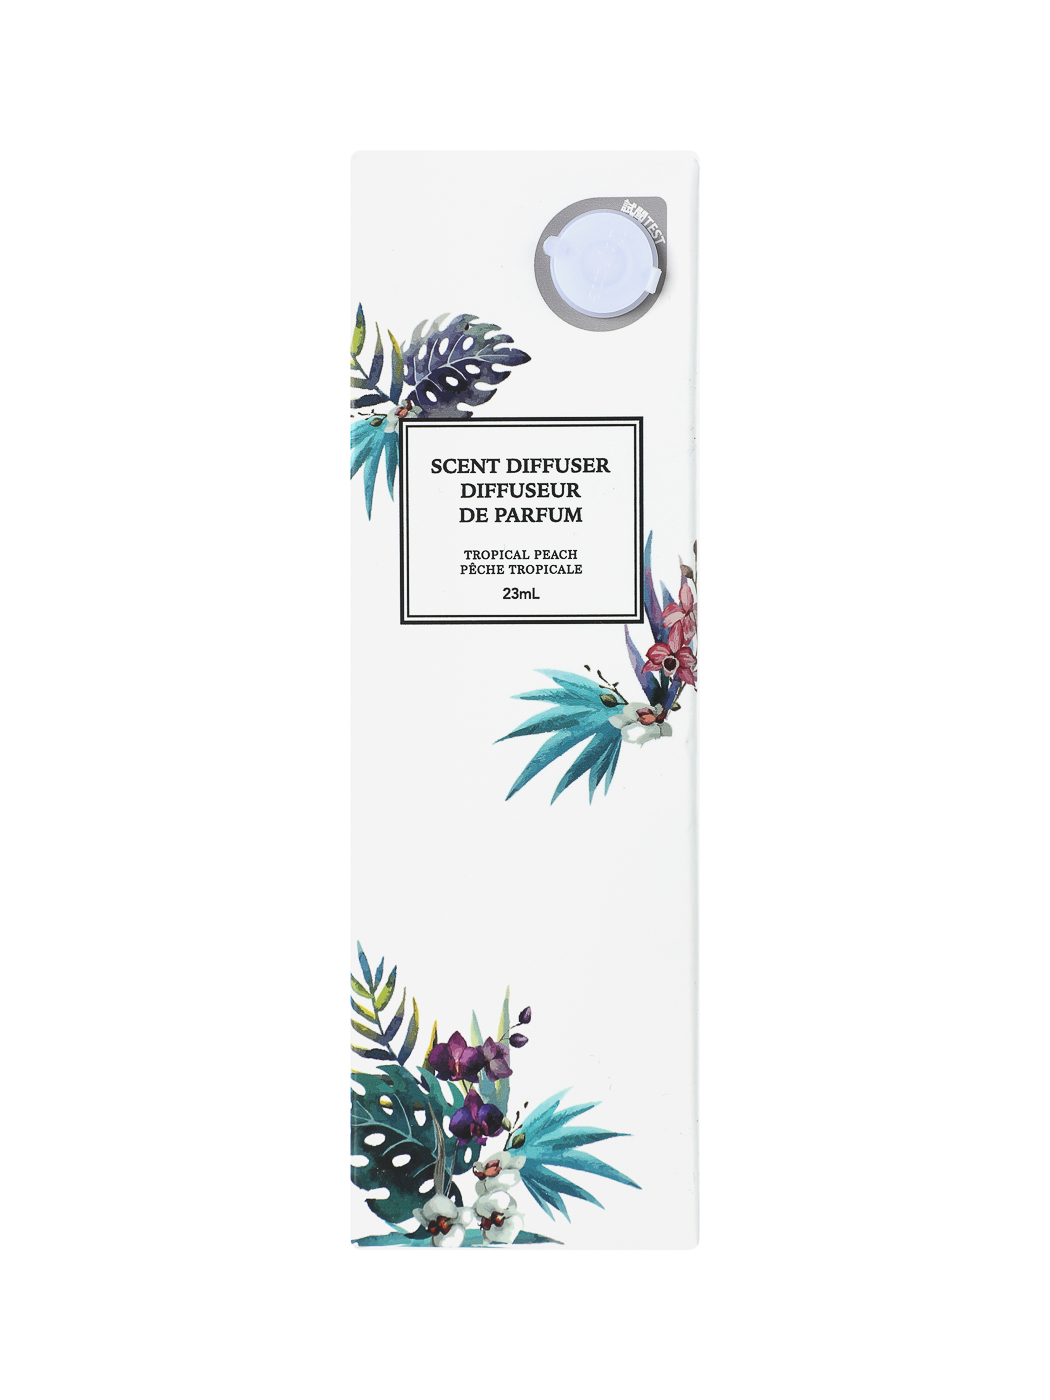 試聞TEST
SCENT DIFFUSER
DIFFUSEUR
DE PARFUM
TROPICAL PEACH
PÊCHE TROPICALE
23mL